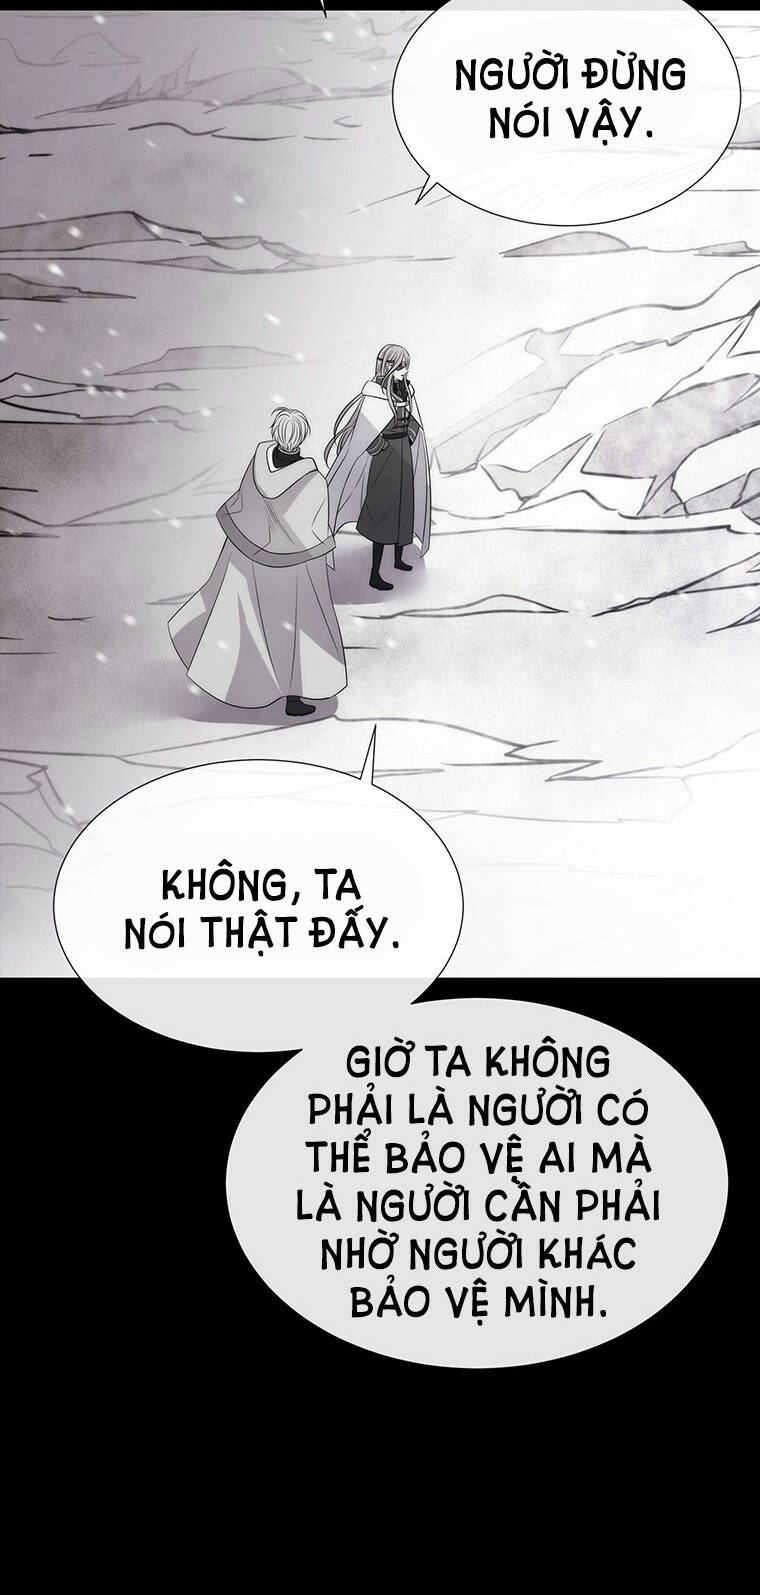 NGƯỜI ĐỪNG
NÓI VẬY.
KHÔNG, TA
NÓI THẬT ĐẤY.
GIỜ TA KHÔNG
PHẢI LÀ NGƯỜI CÓ
THỂ BẢO VỆ AI MÀ
LÀ NGƯỜI CẦN PHẢI
NHỜ NGƯỜI KHÁC
BẢO VỆ MÌNH.